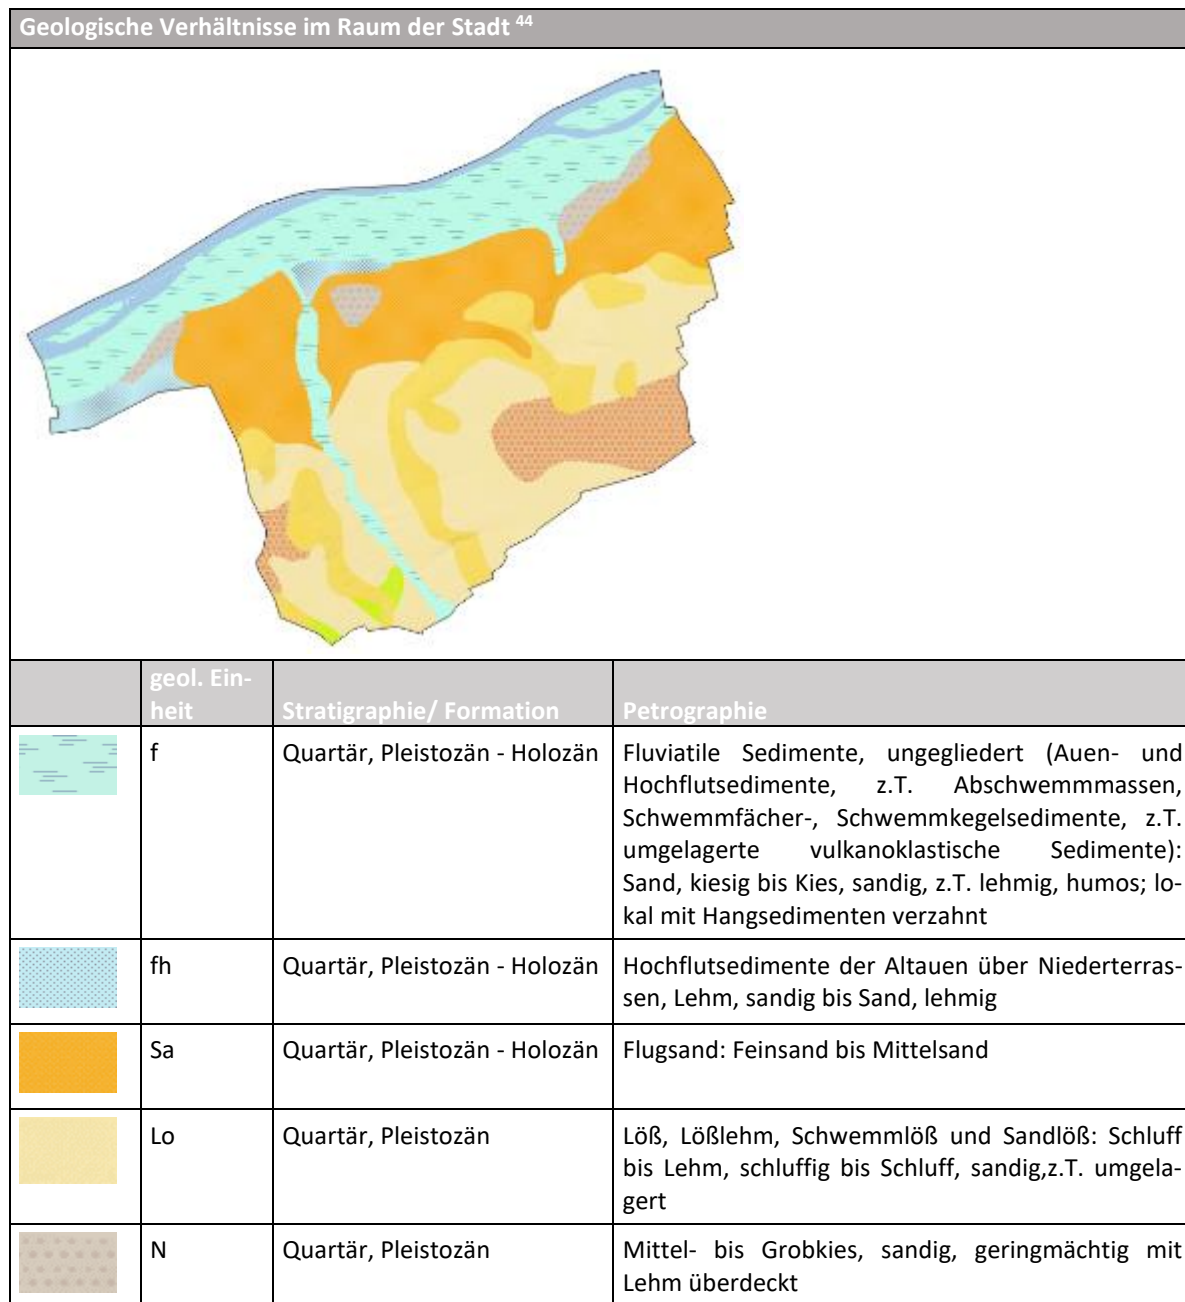 Geologische Verhältnisse im Raum der Stadt 44
geol. Ein-
heit
Stratigraphie/ Formation
Petrographie
f
Quartär, Pleistozän - Holozän
Fluviatile Sedimente, ungegliedert (Auen- und
Hochflutsedimente, z.T. Abschwemmmassen,
Schwemmfächer-, Schwemmkegelsedimente, z.T.
umgelagerte vulkanoklastische Sedimente):
Sand, kiesig bis Kies, sandig, z.T. lehmig, humos; lo-
kal mit Hangsedimenten verzahnt
fh
Quartär, Pleistozän - Holozän
Hochflutsedimente der Altauen über Niederterras-
sen, Lehm, sandig bis Sand, lehmig
Sa
Quartär, Pleistozän - Holozän
Flugsand: Feinsand bis Mittelsand
Lo
Quartär, Pleistozän
Löß, Lößlehm, Schwemmlöß und Sandlöß: Schluff
bis Lehm, schluffig bis Schluff, sandig,z.T. umgela-
gert
N
Quartär, Pleistozän
Mittel- bis Grobkies, sandig, geringmächtig mit
Lehm überdeckt